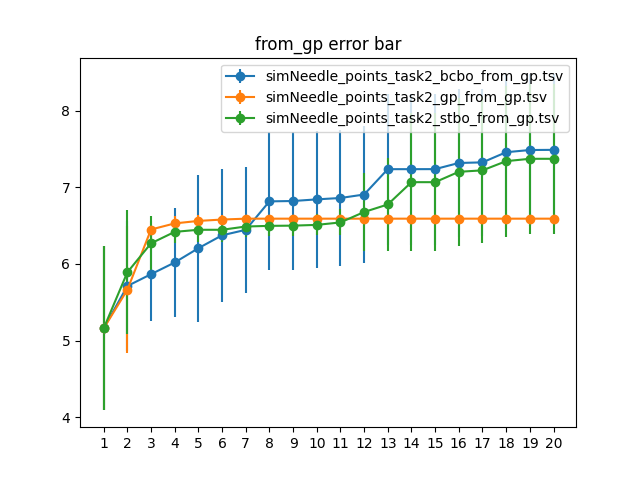 from_gp error bar
simNeedle_points_task2_bcbo_from_gp.tsv
simNeedle_points_task2_gp_from_gp.tsv
simNeedle_points_task2_stbo_from_gp.tsv
8
7
6
5
4
1 2 3 4 5 6 7 8 9 10 11 12 13 14 15 16 17 18 19 20